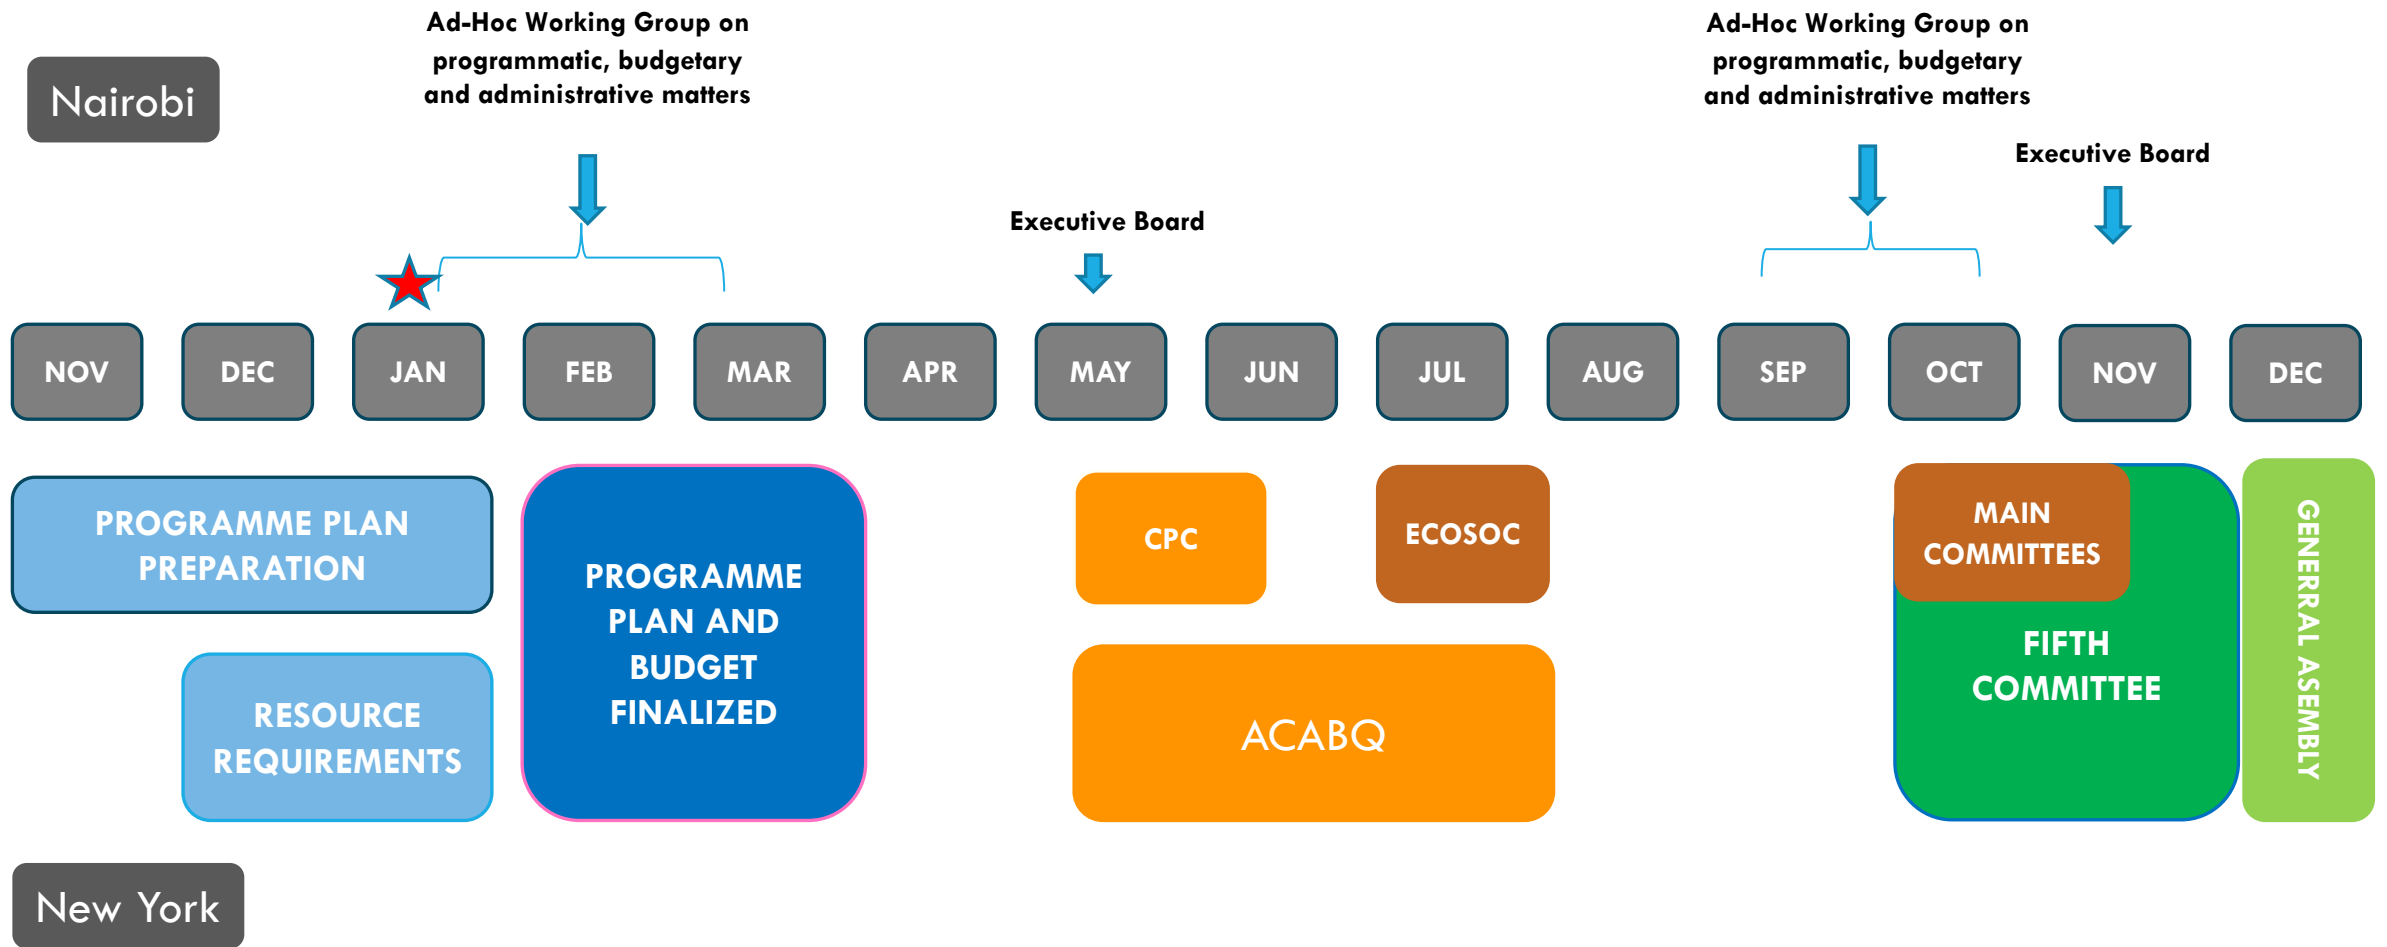 Ad-Hoc Working Group on
programmatic, budgetary
and administrative matters
Ad-Hoc Working Group on
programmatic, budgetary
and administrative matters
Nairobi
Executive Board
Executive Board
NOV
DEC
JAN
FEB
MAR
APR
MAY
JUN
JUL
AUG
SEP
OCT
NOV
DEC
PROGRAMME PLAN
PREPARATION
RESOURCE
REQUIREMENTS
PROGRAMME
PLAN AND
BUDGET
FINALIZED
CPC
ECOSOC
ACABQ
MAIN
COMMITTEES
FIFTH
COMMITTEE
GENERRAL ASEMBLY
New York